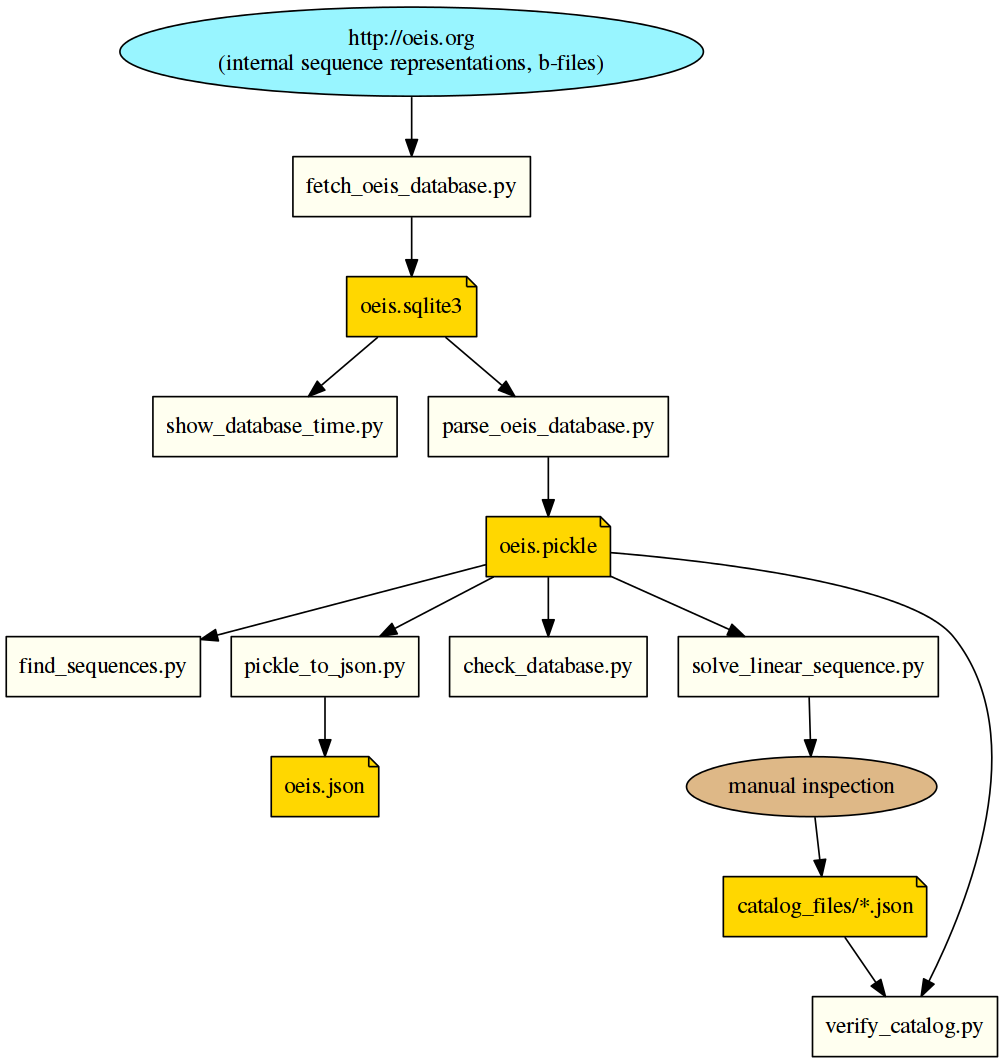 http://oeis.org
(internal sequence representations, b-files)
fetch_oeis_database.py
oeis.sqlite3
show_database_time.py
parse_oeis_database.py
oeis.pickle
find_sequences.py
pickle_to_json.py
check_database.py
solve_linear_sequence.py
oeis.json
manual inspection
catalog_files/*.json
verify_catalog.py